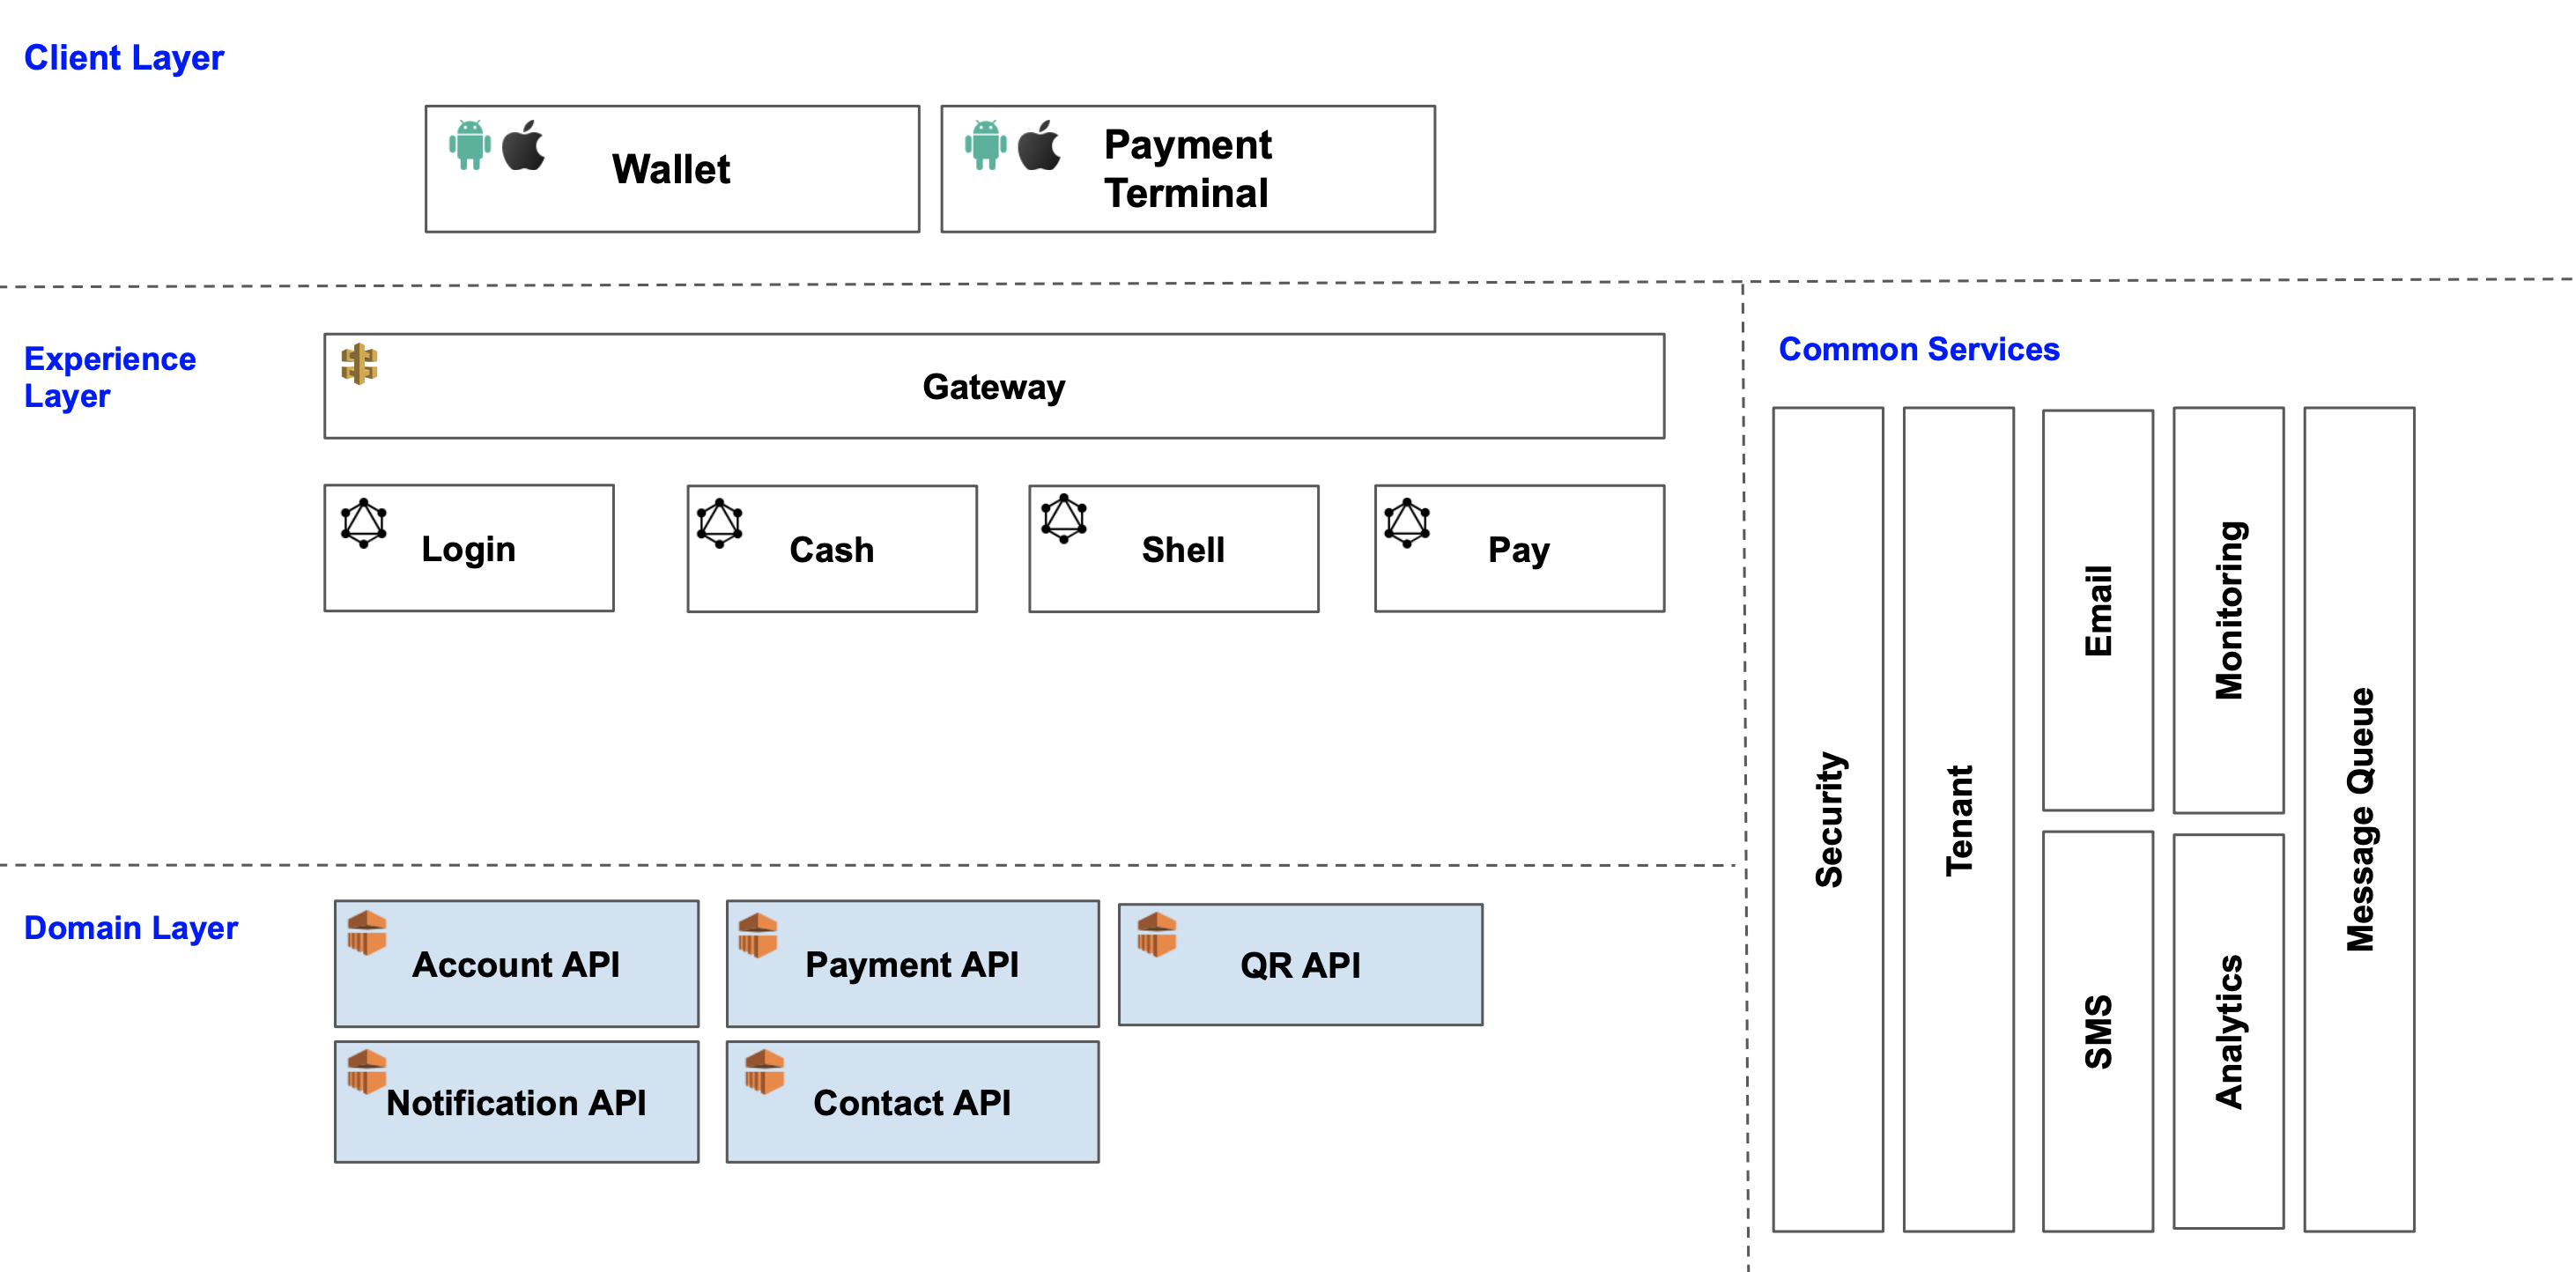 Client Layer
Wallet
Payment
Terminal
Experience
Layer
Gateway
Login
Cash
Shell
Pay
Common Services
Security
Tenant
Email
Monitoring
Message Queue
SMS
Analytics
Domain Layer
Account API
Payment API
QR API
Notification API
Contact API